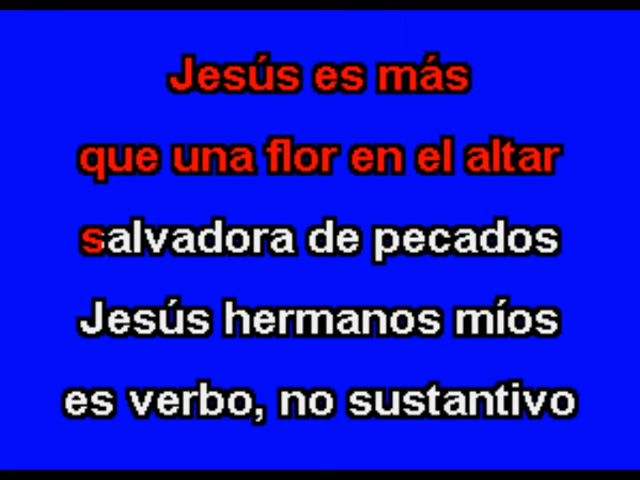 Jesús es más
que una flor en el altar
salvadora de pecados
Jesús hermanos míos
es verbo, no sustantivo